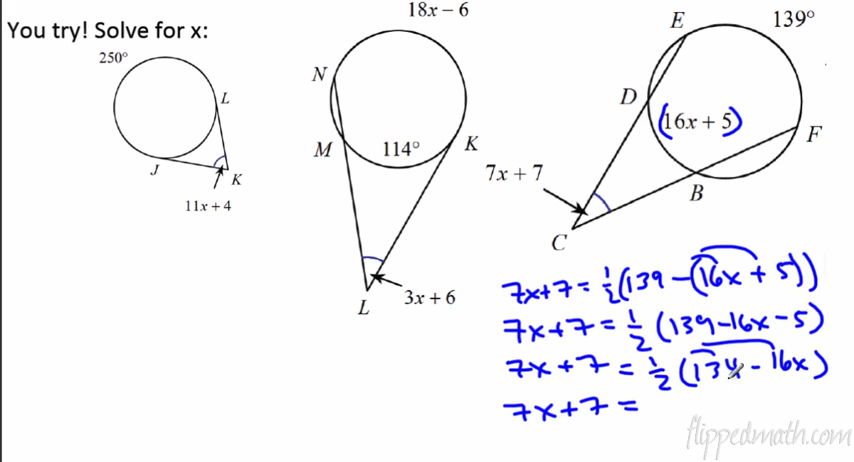 You try! Solve for x:
250°
L
J
K
11x + 4
18x – 6
N
M
114°
K
L
3x + 6
E
139°
D
(16x + 5)
F
7x + 7
B
C
7x+7 = 1/2(139 - (16x + 5))
7x+7 = 1/2 (139-16x-5)
7x+7 = 1/2 (134 - 16x)
7x+7 =
flippedmath.com